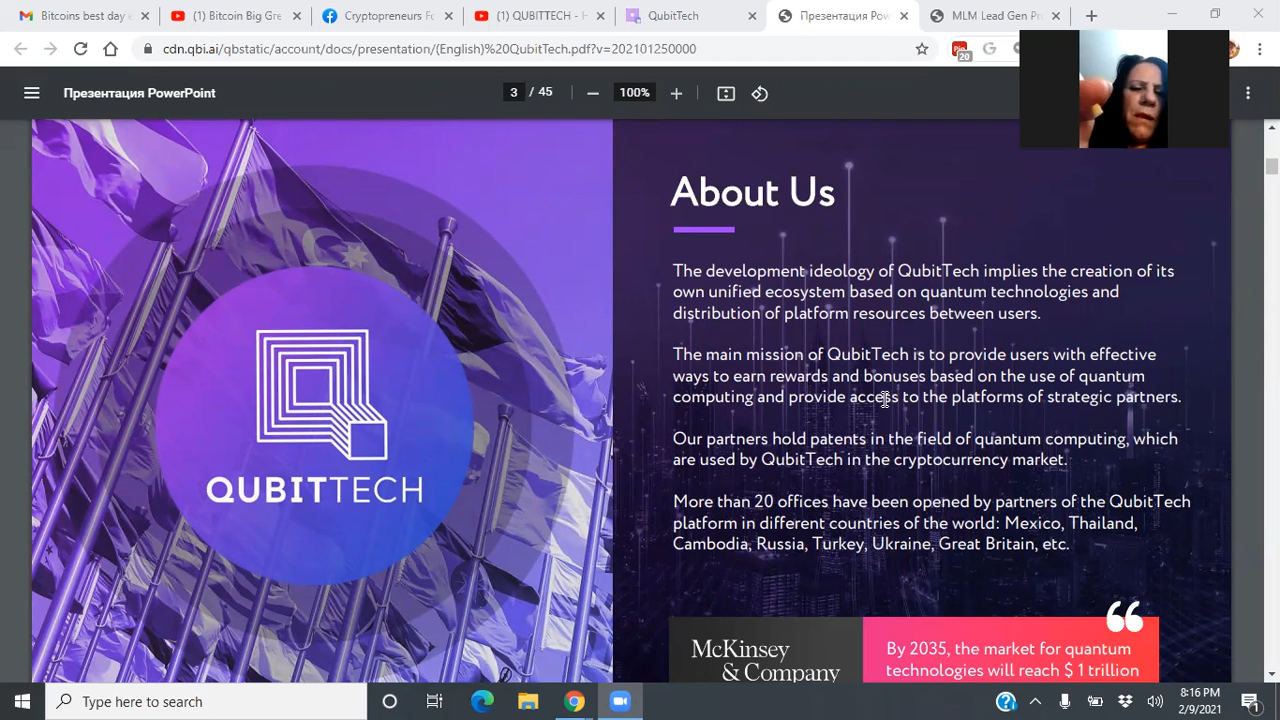 Bitcoins best day e
(1) Bitcoin Big Gre
Cryptopreneurs Fo
(1) QUBITTECH - H
QubitTech
Презентация Pow
MLM Lead Gen Pr
cdn.qbi.ai/qbstatic/account/docs/presentation/(English)%20QubitTech.pdf?v=202101250000
20
Презентация PowerPoint
3 / 45
100%
About Us
The development ideology of QubitTech implies the creation of its
own unified ecosystem based on quantum technologies and
distribution of platform resources between users.
The main mission of QubitTech is to provide users with effective
ways to earn rewards and bonuses based on the use of quantum
computing and provide access to the platforms of strategic partners.
Our partners hold patents in the field of quantum computing, which
are used by QubitTech in the cryptocurrency market.
More than 20 offices have been opened by partners of the QubitTech
platform in different countries of the world: Mexico, Thailand,
Cambodia, Russia, Turkey, Ukraine, Great Britain, etc.
QUBITTECH
McKinsey
& Company
By 2035, the market for quantum
technologies will reach $ 1 trillion
Type here to search
8:16 PM
2/9/2021
1